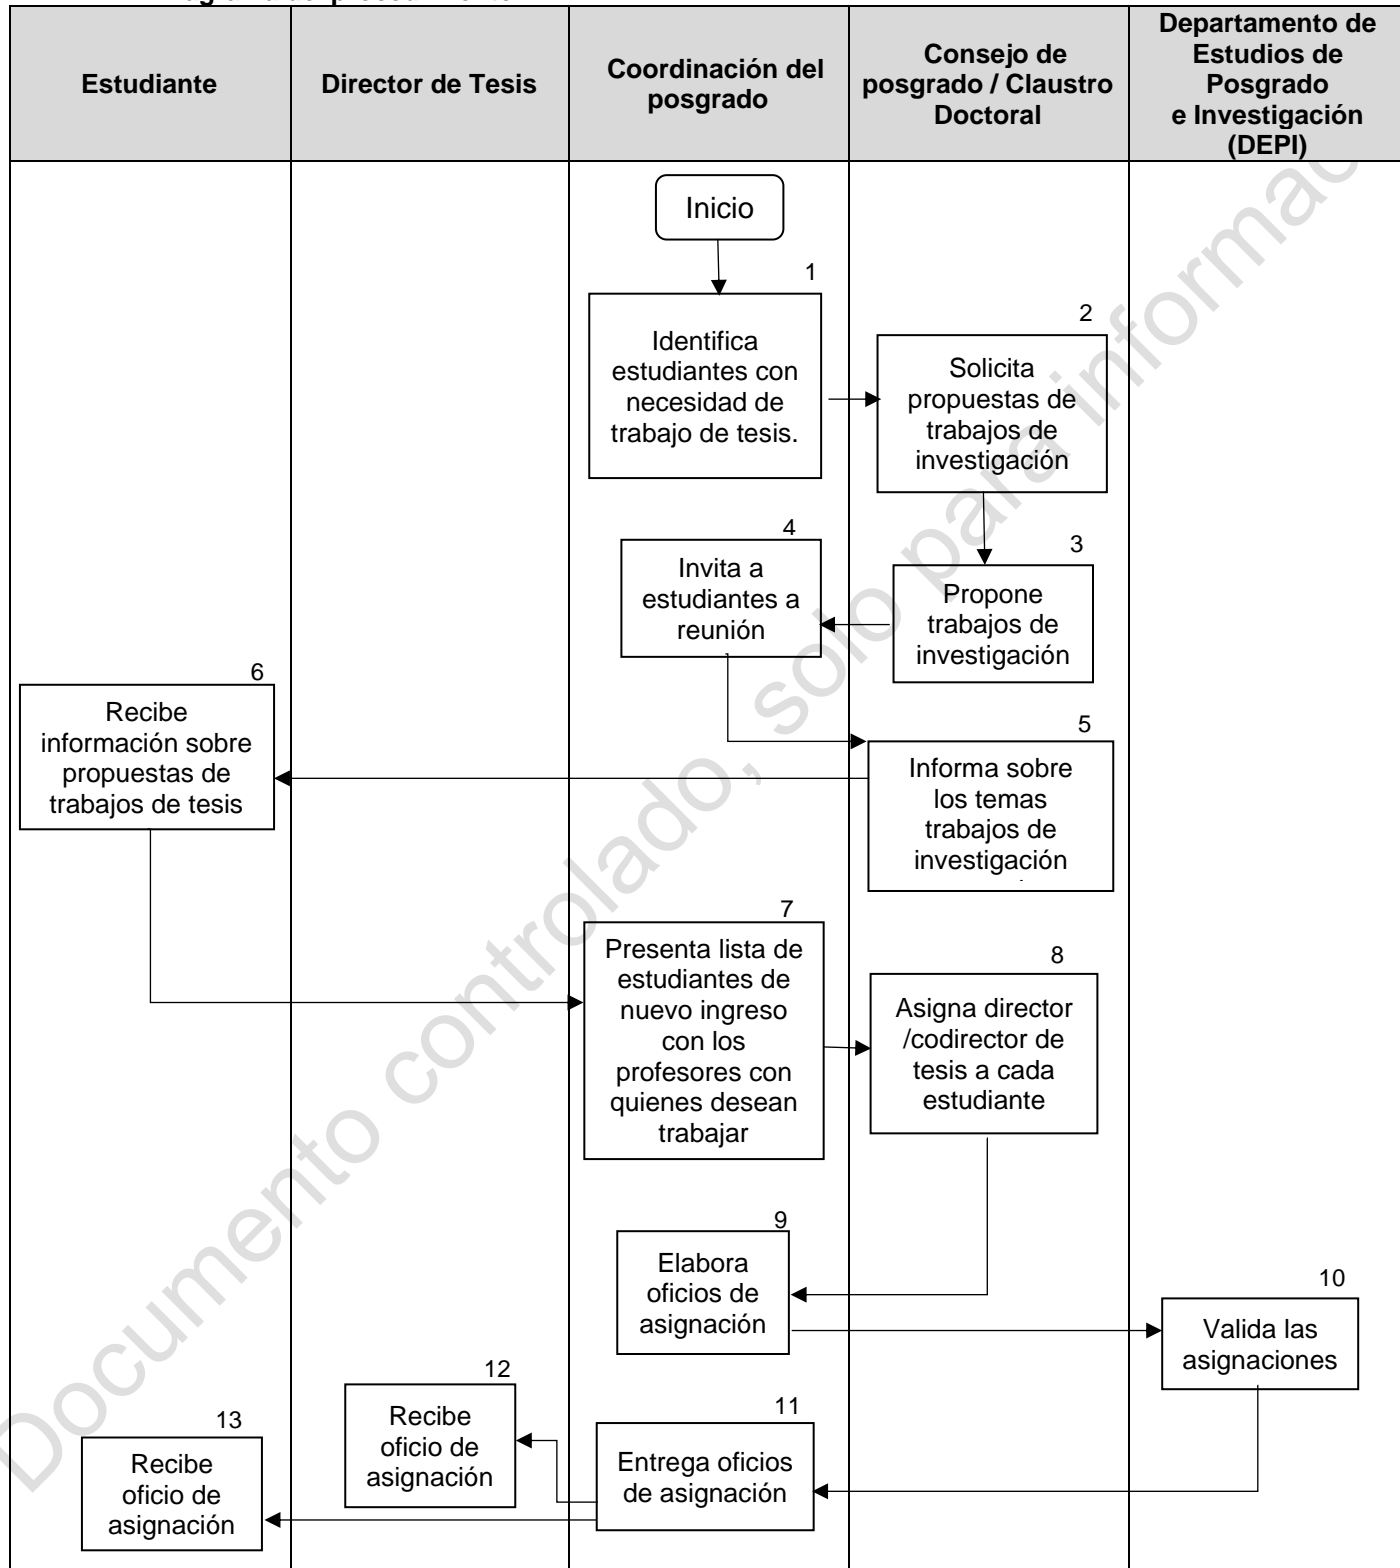 Estudiante
Director de Tesis
Coordinación del
posgrado
Consejo de
posgrado / Claustro
Doctoral
Departamento de
Estudios de
Posgrado
e Investigación
(DEPI)
Inicio
1
Identifica
estudiantes con
necesidad de
trabajo de tesis.
2
Solicita
propuestas de
trabajos de
investigación
3
Propone
trabajos de
investigación
4
Invita a
estudiantes a
reunión
5
Informa sobre
los temas
trabajos de
investigación
6
Recibe
información sobre
propuestas de
trabajos de tesis
7
Presenta lista de
estudiantes de
nuevo ingreso
con los
profesores con
quienes desean
trabajar
8
Asigna director
/codirector de
tesis a cada
estudiante
9
Elabora
oficios de
asignación
10
Valida las
asignaciones
11
Entrega oficios
de asignación
12
Recibe
oficio de
asignación
13
Recibe
oficio de
asignación
Documento controlado, solo para informac